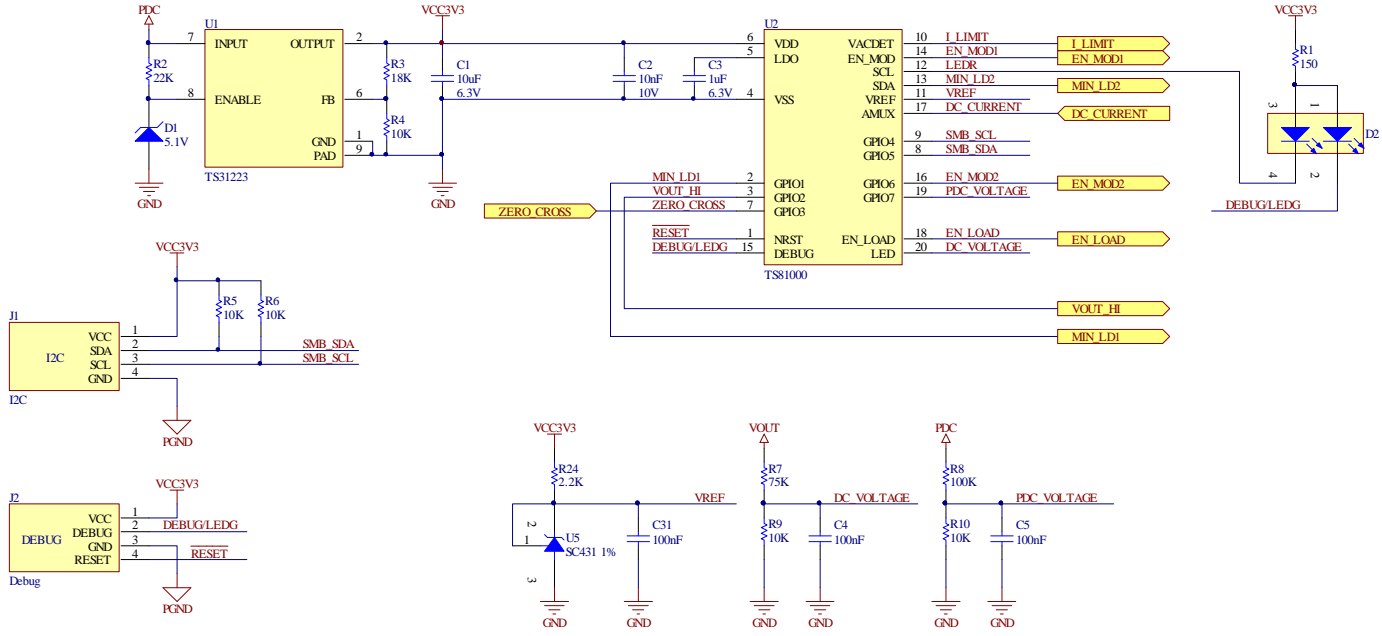 PDC
U1
7 INPUT OUTPUT 2
R2
22K
8 ENABLE FB 6
D1
5.1V
GND 1
PAD 9
TS31223
GND
R3
18K
R4
10K
VCC3V3
C1
10uF
6.3V
GND
C2
10nF
10V
C3
1uF
6.3V
U2
6 VDD VACDET 10 I_LIMIT I_LIMIT
5 LDO EN_MOD 14 EN_MOD1 EN_MOD1
SCL 12 LEDR
SDA 13 MIN_LD2 MIN_LD2
4 VSS VREF 11 VREF
AMUX 17 DC_CURRENT DC_CURRENT
GPIO4 9 SMB_SCL
GPIO5 8 SMB_SDA
MIN_LD1 2 GPIO1 GPIO6 16 EN_MOD2 EN_MOD2
VOUT_HI 3 GPIO2 GPIO7 19 PDC_VOLTAGE
ZERO_CROSS ZERO_CROSS 7 GPIO3
RESET 1 NRST EN_LOAD 18 EN_LOAD EN_LOAD
DEBUG/LEDG 15 DEBUG LED 20 DC_VOLTAGE
TS81000
VOUT_HI
MIN_LD1
VCC3V3
R1
150
3 1
D2
4 2
DEBUG/LEDG
VCC3V3
R5
10K
R6
10K
J1
I2C
VCC 1
SDA 2 SMB_SDA
SCL 3 SMB_SCL
GND 4
I2C
PGND
VCC3V3
J2
DEBUG
VCC 1
DEBUG 2 DEBUG/LEDG
GND 3
RESET 4 RESET
Debug
PGND
VCC3V3
R24
2.2K
VREF
2
1
U5
SC431 1%
3
C31
100nF
GND
GND
VOUT
R7
75K
DC_VOLTAGE
R9
10K
C4
100nF
GND
GND
PDC
R8
100K
PDC_VOLTAGE
R10
10K
C5
100nF
GND
GND